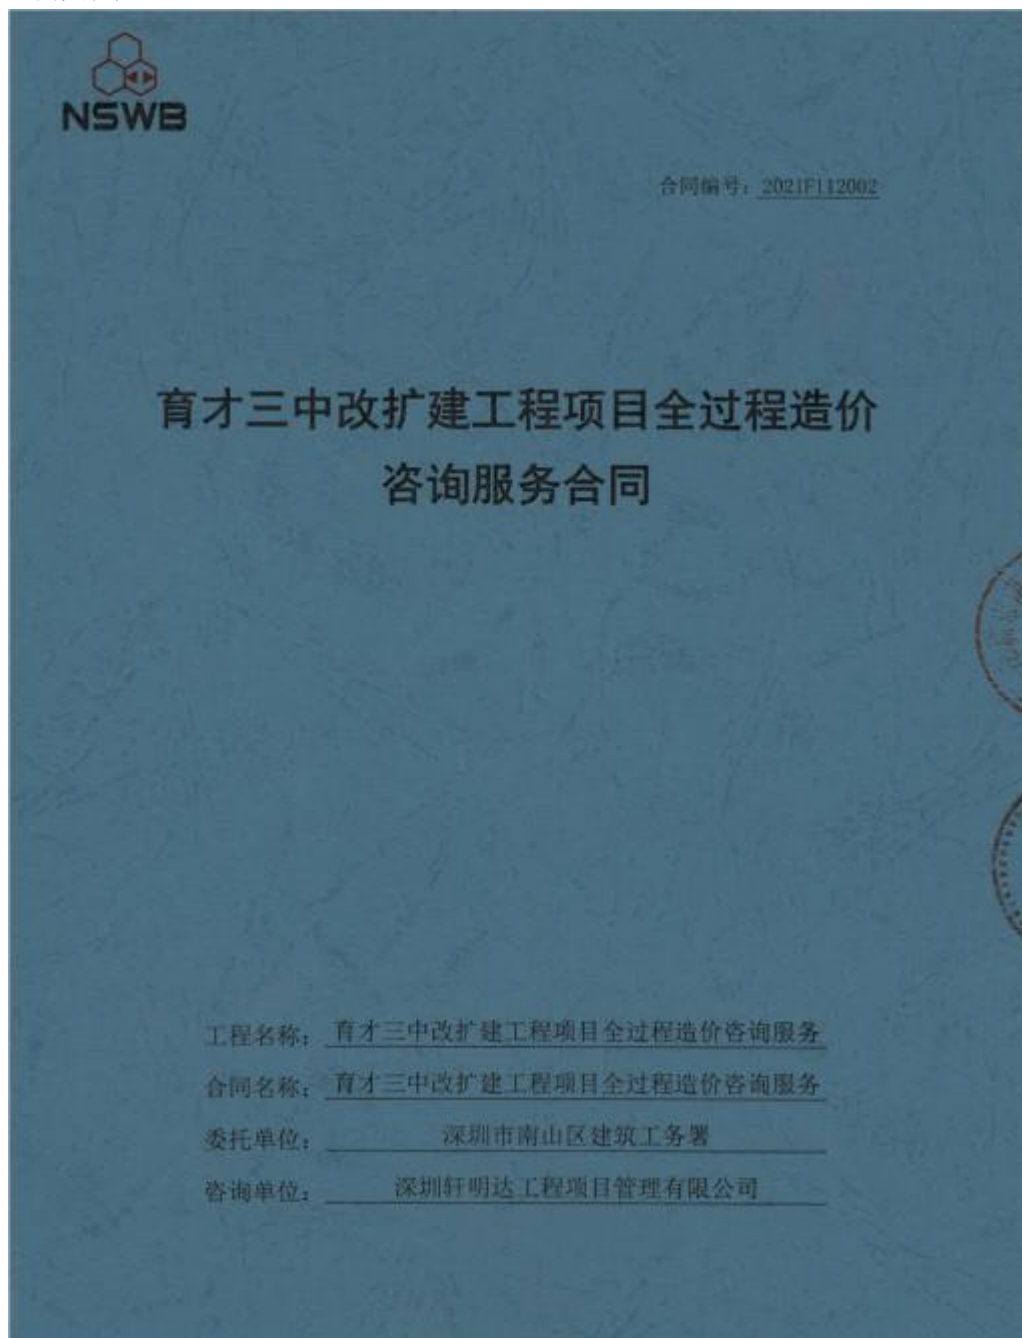 NSWB
合同编号：2021F112002
育才三中改扩建工程项目全过程造价
咨询服务合同
工程名称：育才三中改扩建工程项目全过程造价咨询服务
合同名称：育才三中改扩建工程项目全过程造价咨询服务
委托单位：深圳市南山区建筑工务署
咨询单位：深圳轩明达工程项目管理有限公司